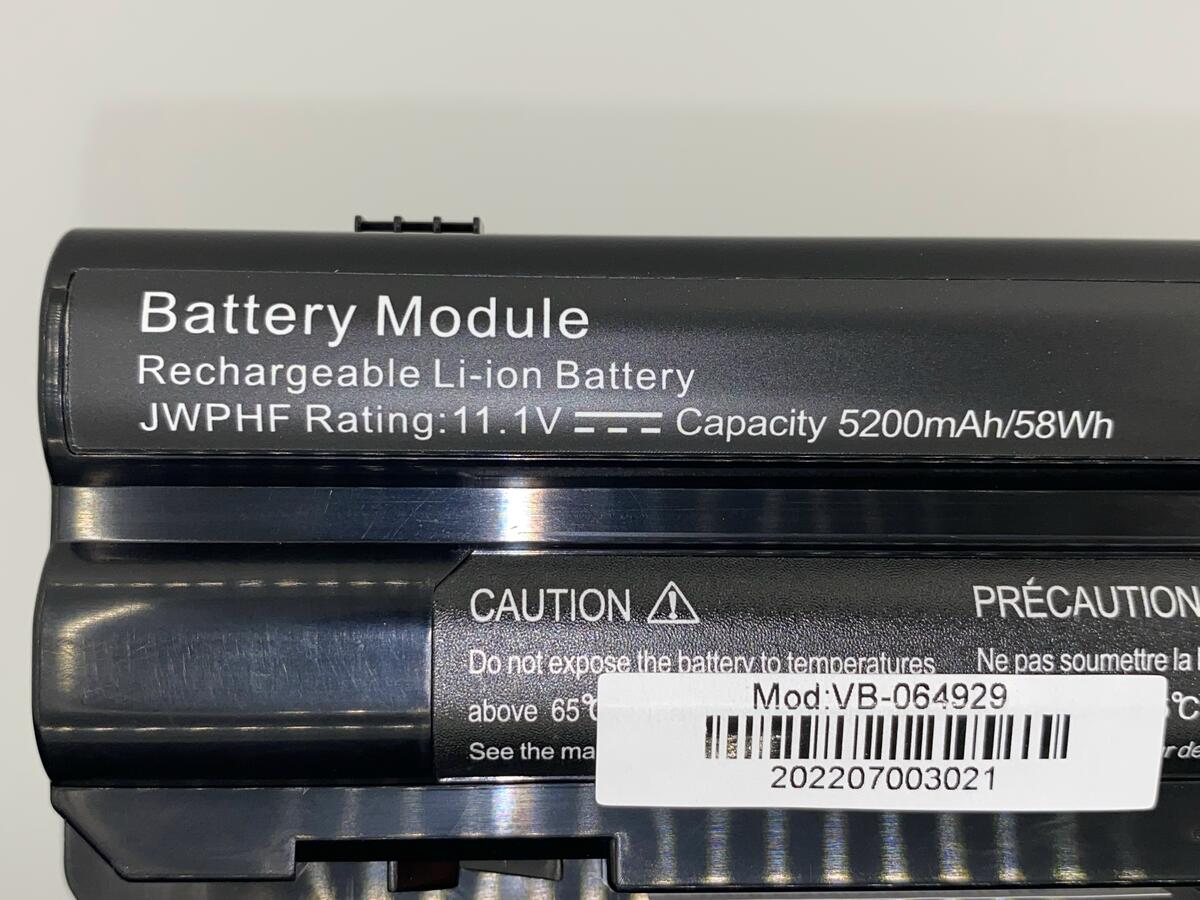 Battery Module
Rechargeable Li-ion Battery
JWPHF Rating:11.1V Capacity 5200mAh/58Wh
CAUTION
Do not expose the battery to temperatures
above 65°C
See the
PRÉCAUTION
Ne pas soumettre la
°C
Mod:VB-064929
202207003021